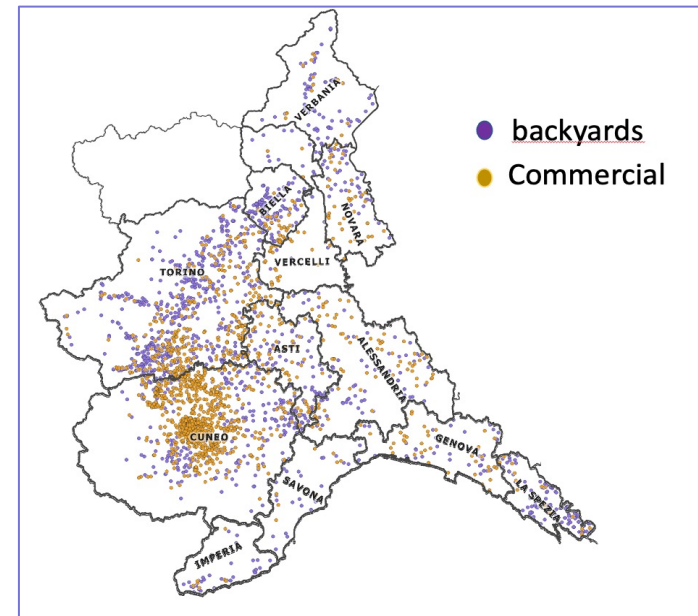 VERBANIA
backyards
Commercial
BIELLA
NOVARA
VERCELLI
TORINO
ASTI
ALESSANDRIA
CUNEO
GENOVA
SAVONA
LA SPEZIA
IMPERIA